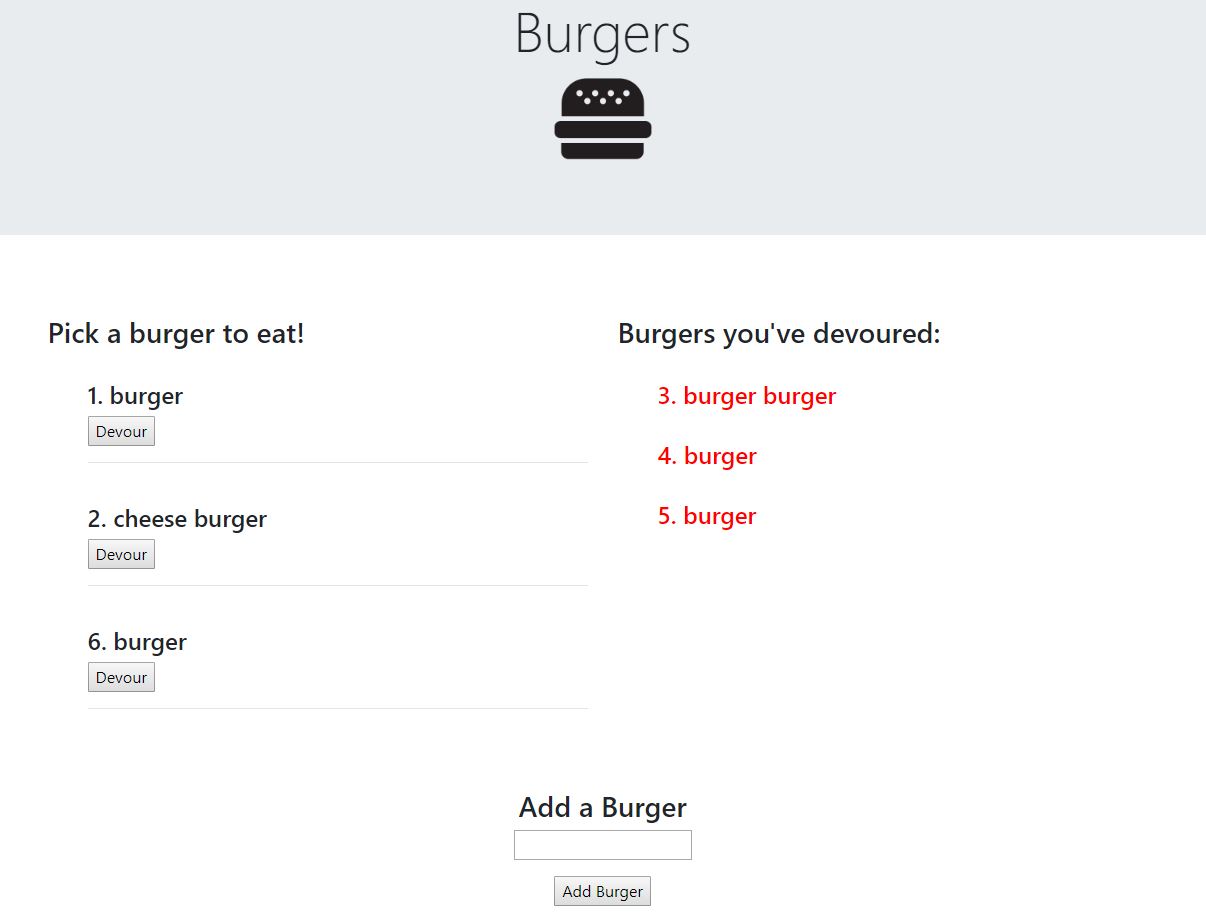 Burgers
Pick a burger to eat!
1. burger
Devour
2. cheese burger
Devour
6. burger
Devour
Burgers you've devoured:
3. burger burger
4. burger
5. burger
Add a Burger
Add Burger